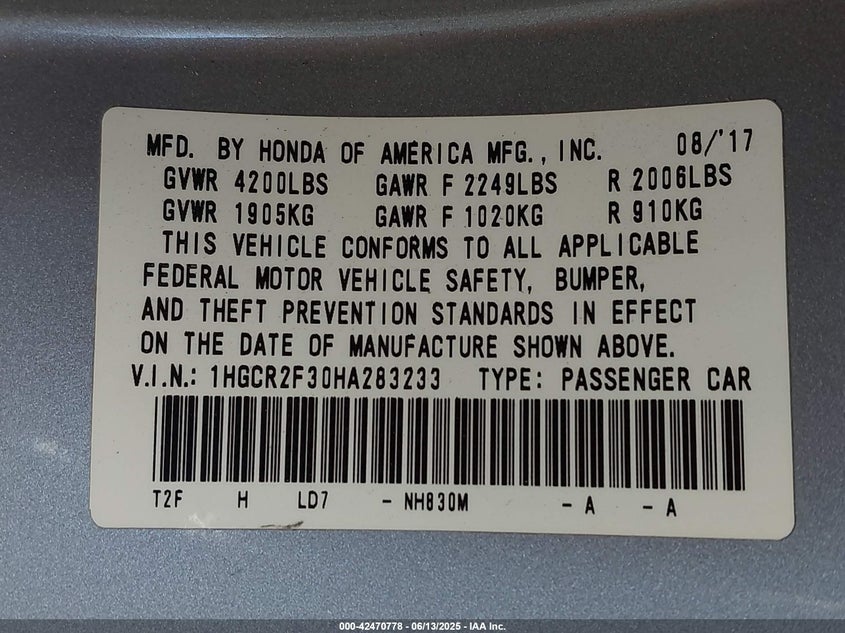 MFD. BY HONDA OF AMERICA MFG., INC. 08/'17
GVWR 4200LBS GAWR F 2249LBS R 2006LBS
GVWR 1905KG GAWR F 1020KG R 910KG
THIS VEHICLE CONFORMS TO ALL APPLICABLE
FEDERAL MOTOR VEHICLE SAFETY, BUMPER,
AND THEFT PREVENTION STANDARDS IN EFFECT
ON THE DATE OF MANUFACTURE SHOWN ABOVE.
V.I.N.: 1HGCR2F30HA283233 TYPE: PASSENGER CAR
T2F H LD7 - NH830M - A - A
000-42470778 - 06/13/2025 - IAA Inc.